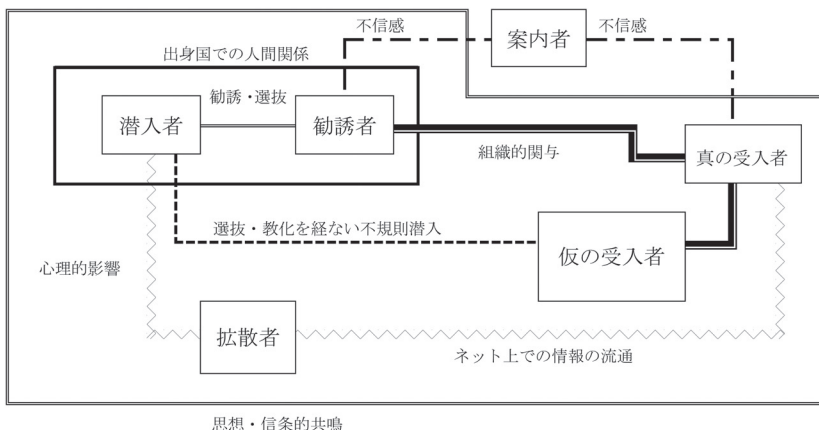 不信感
案内者
不信感
出身国での人間関係
勧誘・選抜
潜入者
勧誘者
組織的関与
真の受入者
選抜・教化を経ない不規則潜入
仮の受入者
心理的影響
拡散者
ネット上での情報の流通
思想・信条的共鳴